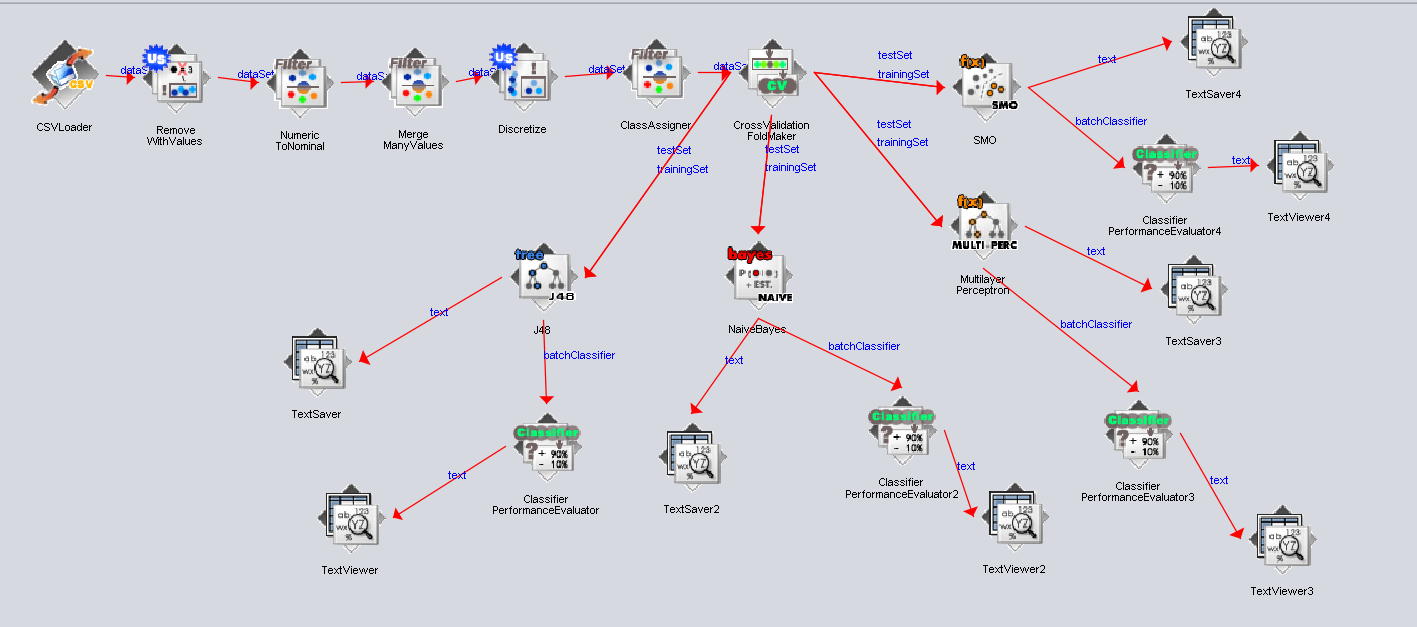 CSVLoader
dataSet
Us
Remove
WithValues
dataSet
Filter
Numeric
ToNominal
dataS
Filter
Merge
ManyValues
dataS
Us
Discretize
dataSet
Filter
ClassAssigner
dataS
CV
CrossValidation
FoldMaker
testSet
trainingSet
f(x)
SMO
SMO
text
TextSaver4
batchClassifier
Classifier
+ 90%
- 10%
Classifier
PerformanceEvaluator4
text
TextViewer4
testSet
trainingSet
f(x)
MULTI-PERC
Multilayer
Perceptron
text
TextSaver3
batchClassifier
Classifier
+ 90%
- 10%
Classifier
PerformanceEvaluator3
text
TextViewer3
testSet
trainingSet
tree
J48
J48
text
TextSaver
batchClassifier
Classifier
+ 90%
- 10%
Classifier
PerformanceEvaluator
text
TextViewer
testSet
trainingSet
bayes
+ EST.
NAIVE
NaiveBayes
text
TextSaver2
batchClassifier
Classifier
+ 90%
- 10%
Classifier
PerformanceEvaluator2
text
TextViewer2